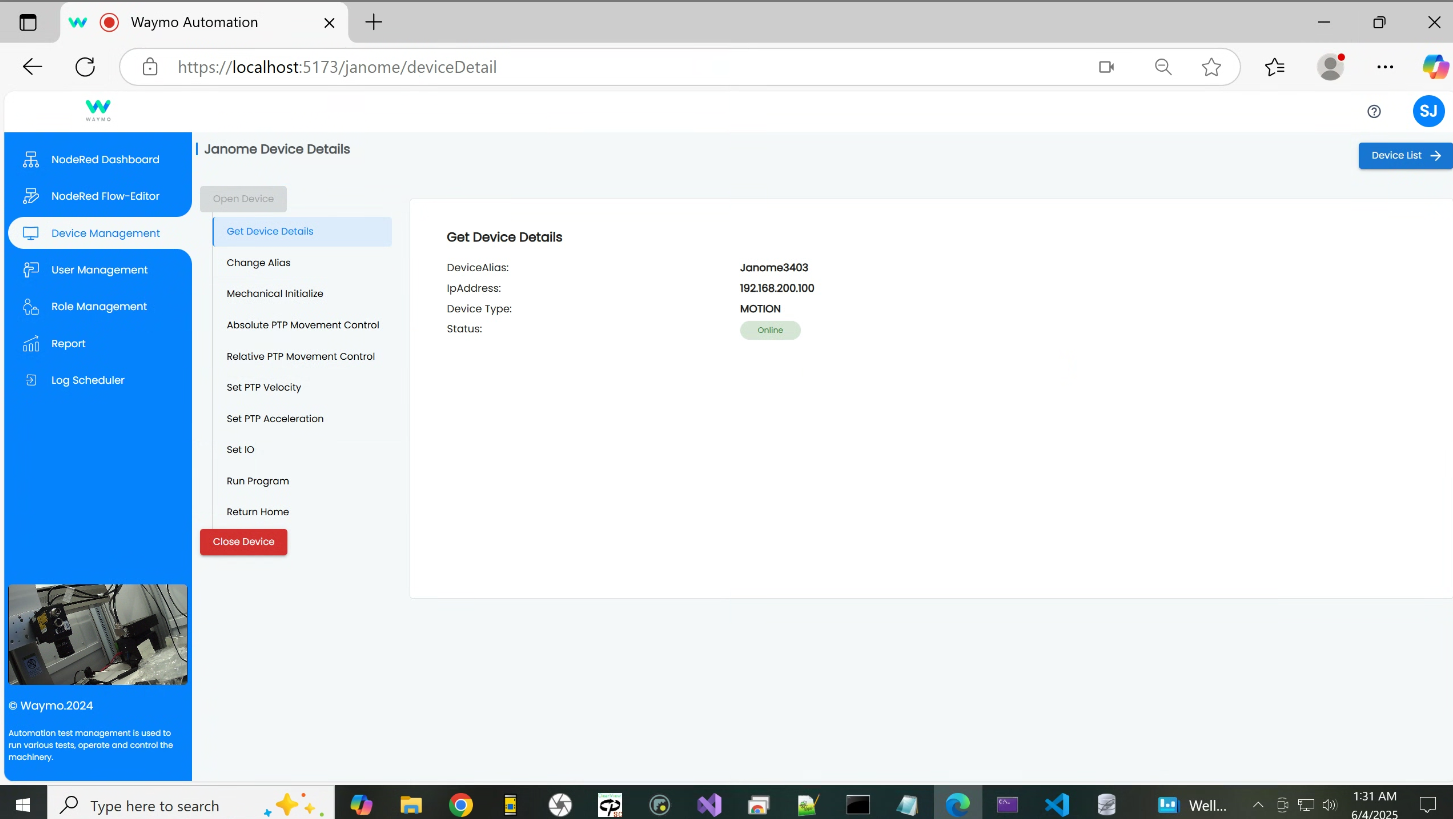 Waymo Automation
https://localhost:5173/janome/deviceDetail
WAYMO
SJ
NodeRed Dashboard
NodeRed Flow-Editor
Device Management
User Management
Role Management
Report
Log Scheduler
© Waymo.2024
Automation test management is used to
run various tests, operate and control the
machinery.
Janome Device Details
Device List
Open Device
Get Device Details
Change Alias
Mechanical Initialize
Absolute PTP Movement Control
Relative PTP Movement Control
Set PTP Velocity
Set PTP Acceleration
Set IO
Run Program
Return Home
Close Device
Get Device Details
DeviceAlias: Janome3403
IpAddress: 192.168.200.100
Device Type: MOTION
Status: Online
Type here to search
Well...
1:31 AM
6/4/2025